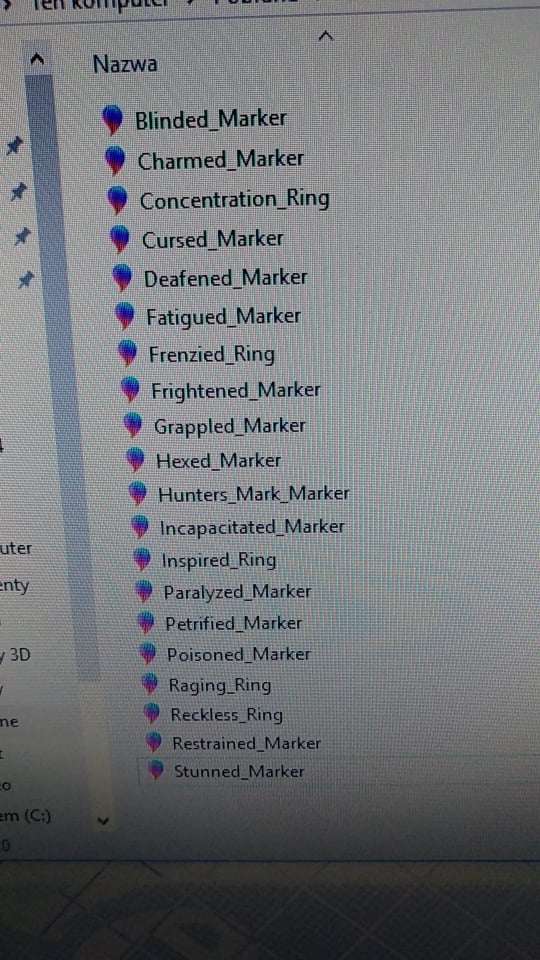 Ten komputer
Nazwa
Blinded_Marker
Charmed_Marker
Concentration_Ring
Cursed_Marker
Deafened_Marker
Fatigued_Marker
Frenzied_Ring
Frightened_Marker
Grappled_Marker
Hexed_Marker
Hunters_Mark_Marker
Incapacitated_Marker
uter
Inspired_Ring
enty
Paralyzed_Marker
Petrified_Marker
y 3D
Poisoned_Marker
Raging_Ring
ne
Reckless_Ring
Restrained_Marker
Stunned_Marker
em (C:)